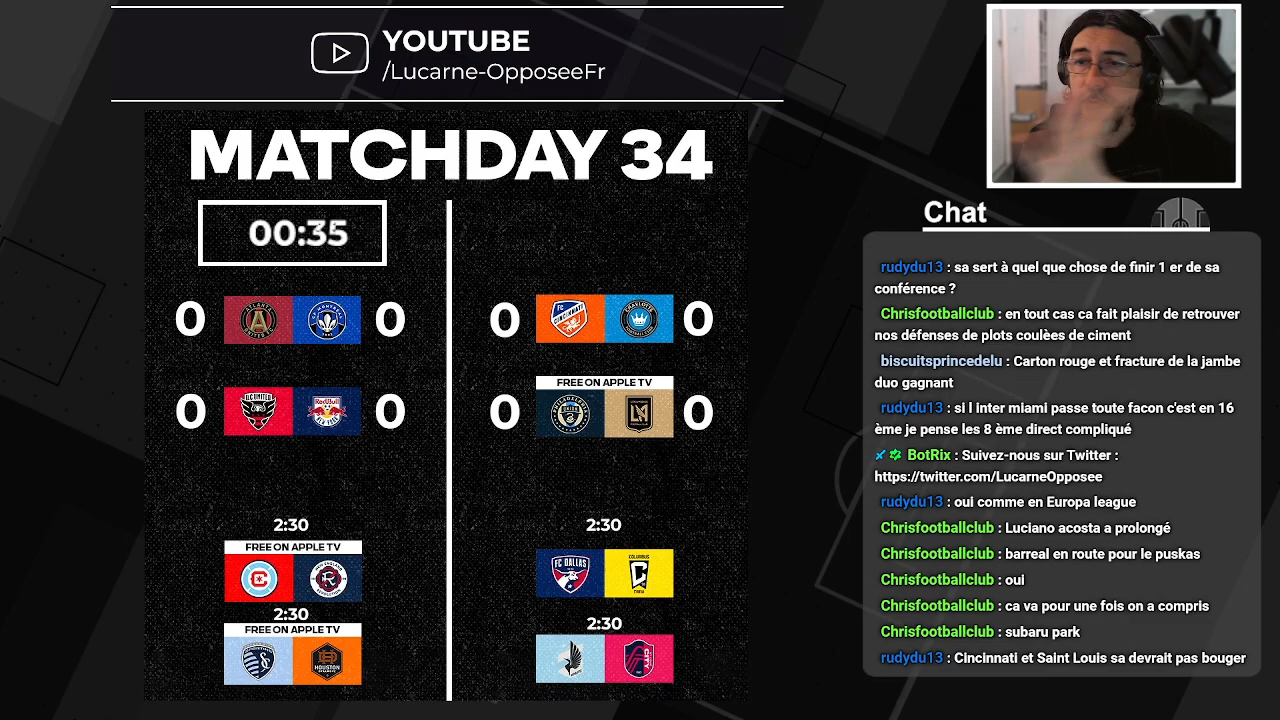 YOUTUBE
/Lucarne-OpposeeFr
MATCHDAY 34
00:35
0 0
0 0
0 0
FREE ON APPLE TV
0 0
2:30
FREE ON APPLE TV
2:30
FC DALLAS
COLUMBUS
CREW
2:30
FREE ON APPLE TV
HOUSTON
2:30
CITY
Chat
rudydu13 : sa sert à quel que chose de finir 1 er de sa
conférence ?
Chrisfootballclub : en tout cas ca fait plaisir de retrouver
nos défenses de plots coulèes de ciment
biscuitsprincedelu : Carton rouge et fracture de la jambe
duo gagnant
rudydu13 : si l inter miami passe toute facon c'est en 16
ème je pense les 8 ème direct compliqué
BotRix : Suivez-nous sur Twitter :
https://twitter.com/LucarneOpposee
rudydu13 : oui comme en Europa league
Chrisfootballclub : Luciano acosta a prolongé
Chrisfootballclub : barreal en route pour le puskas
Chrisfootballclub : oui
Chrisfootballclub : ca va pour une fois on a compris
Chrisfootballclub : subaru park
rudydu13 : Cincinnati et Saint Louis sa devrait pas bouger